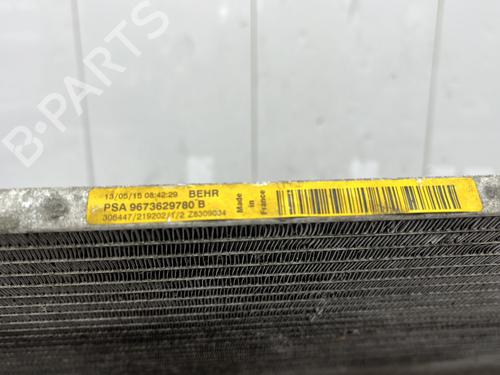 B-PARTS
13/05/15 08:42:29 BEHR
PSA 9673629780 B
306447/219202/1/2 Z8309034
Made
in
France